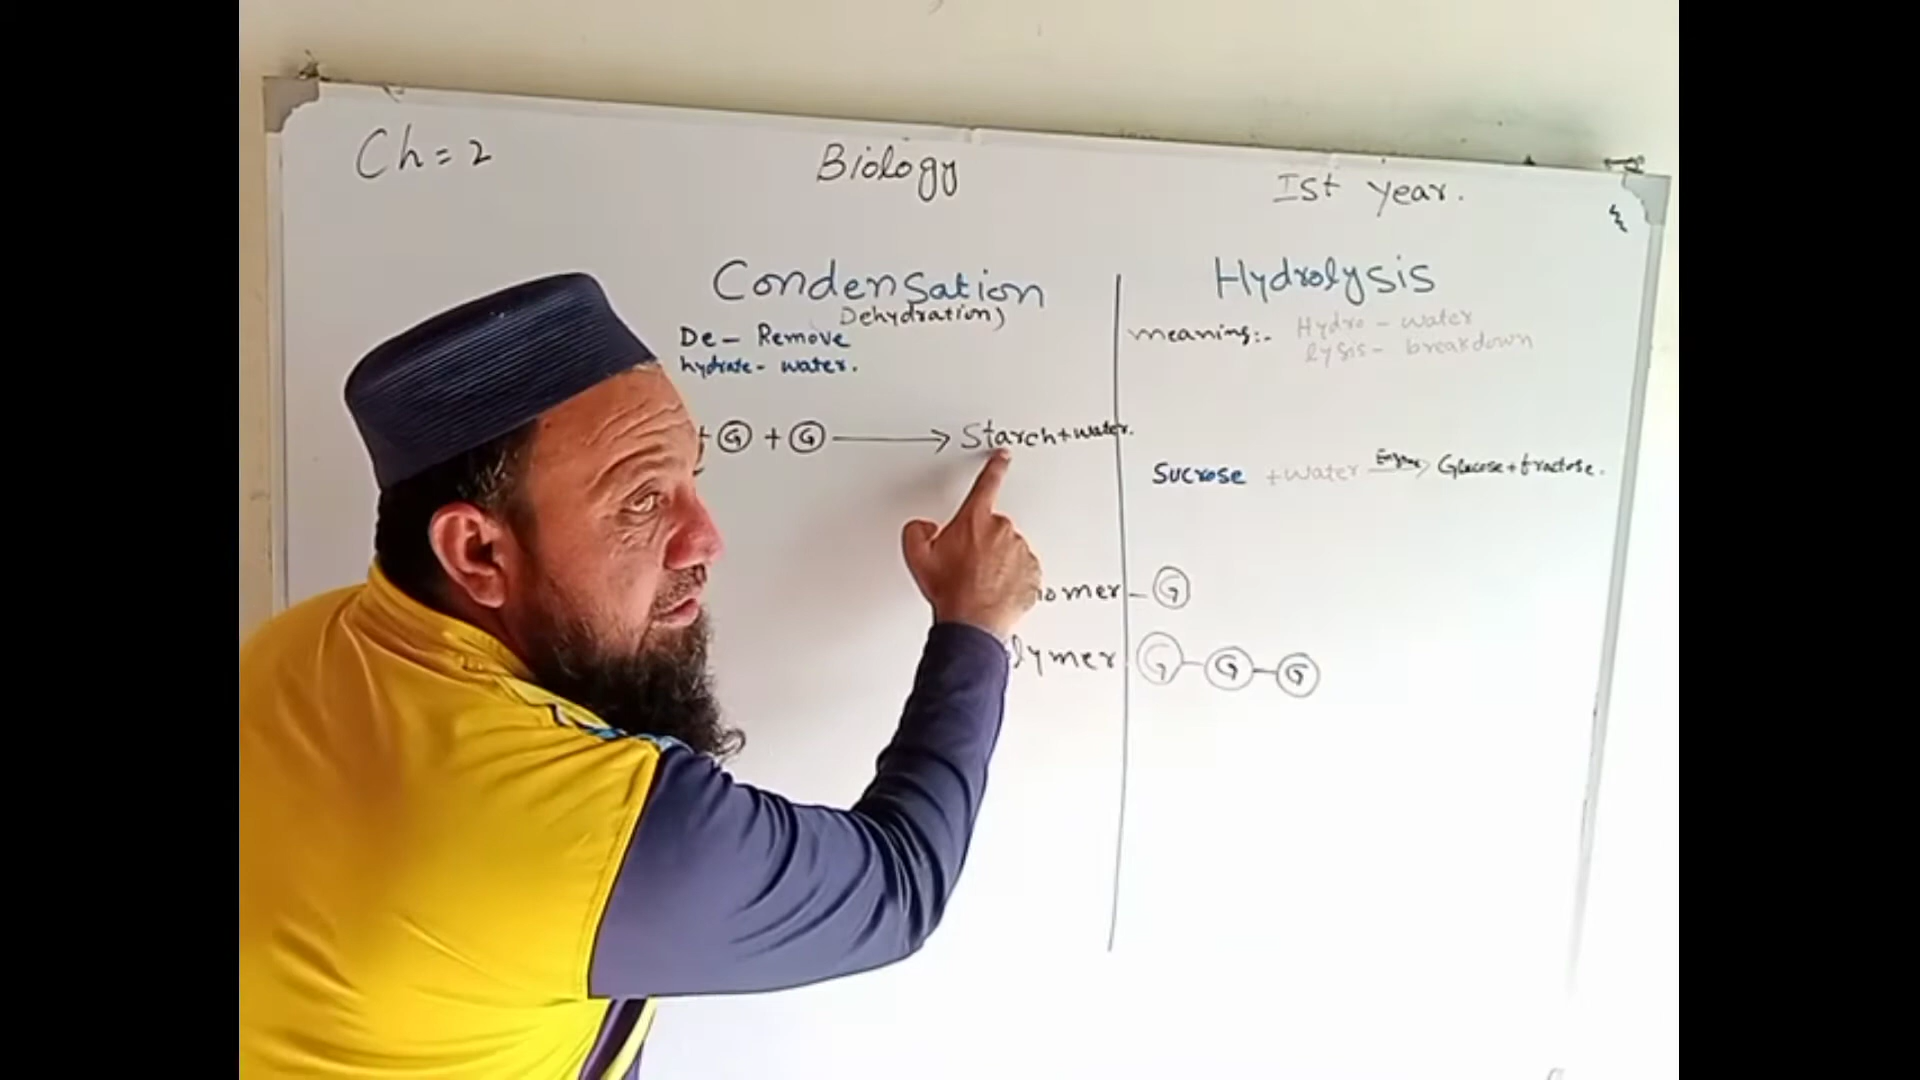 Ch = 2
Biology
Ist year.
Condensation
Dehydration)
De - Remove
hydrate - water.
+ G + G → Starch + water.
Hydrolysis
meaning:- Hydro - water
lysis - breakdown
Sucrose + water → Glucose + fructose.
omer - G
lymer G - G - G